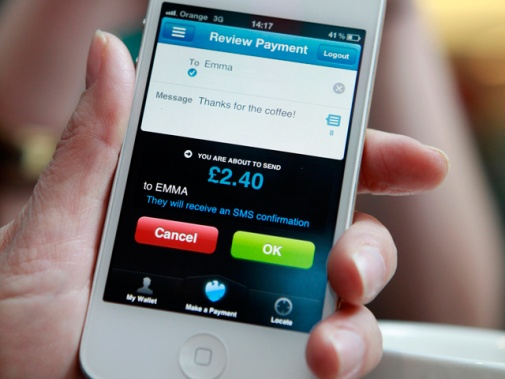 Orange 3G 14:17 41%
Review Payment Logout
To Emma
Message Thanks for the coffee!
8
YOU ARE ABOUT TO SEND
£2.40
to EMMA
They will receive an SMS confirmation
Cancel OK
My Wallet Make a Payment Locate